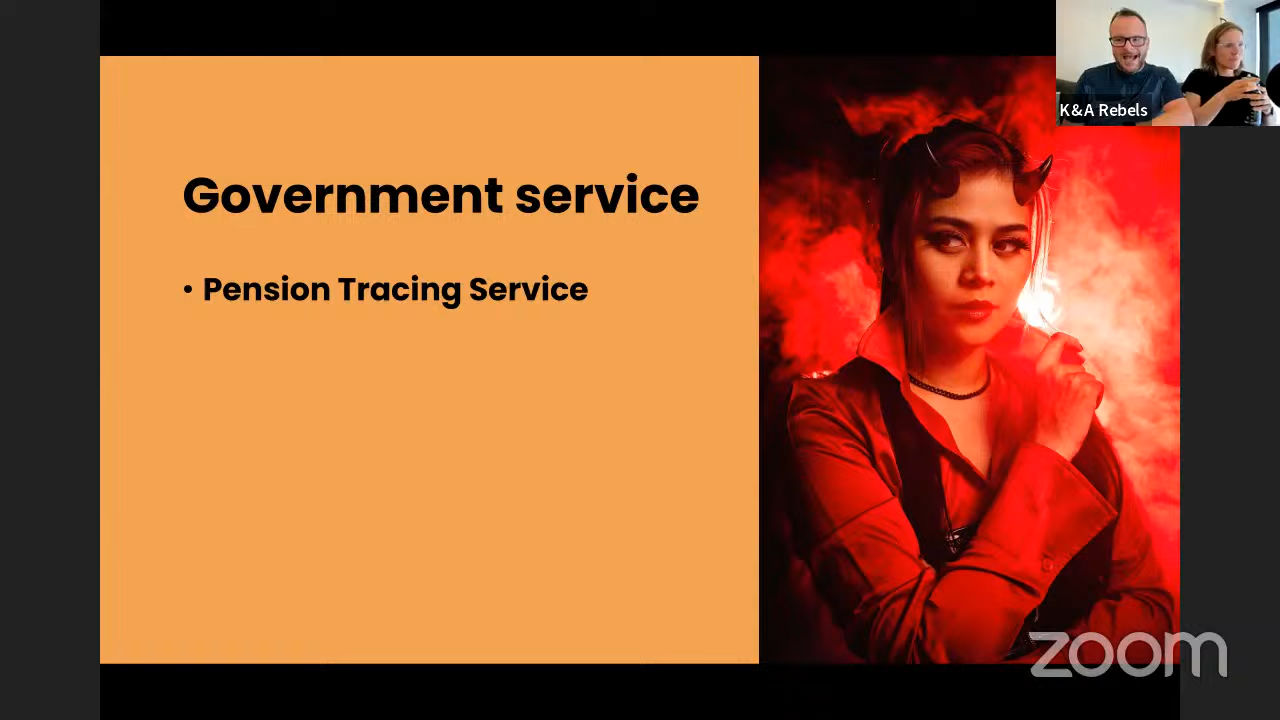 K&A Rebels
Government service
• Pension Tracing Service
zoom